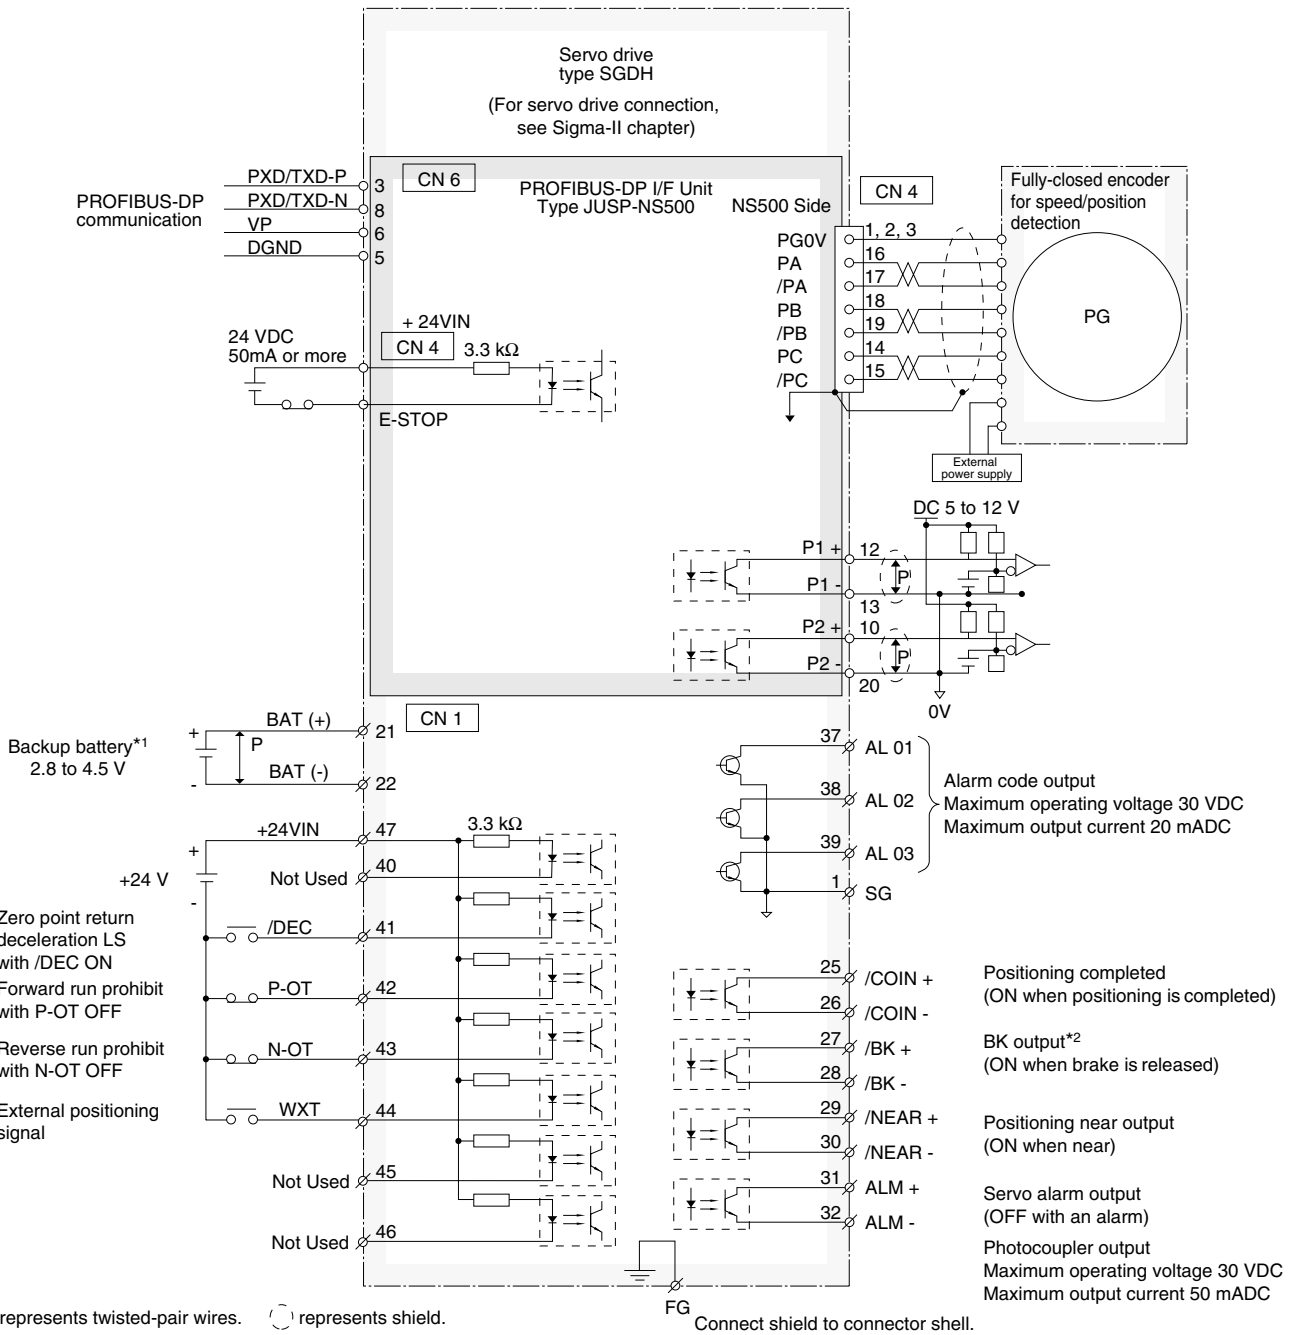 Servo drive
type SGDH
(For servo drive connection,
see Sigma-II chapter)
PROFIBUS-DP
communication
PXD/TXD-P
PXD/TXD-N
VP
DGND
3
8
6
5
CN 6
PROFIBUS-DP I/F Unit
Type JUSP-NS500
NS500 Side
CN 4
PG0V
PA
/PA
PB
/PB
PC
/PC
1, 2, 3
16
17
18
19
14
15
Fully-closed encoder
for speed/position
detection
PG
External
power supply
24 VDC
50mA or more
+ 24VIN
CN 4
3.3 kΩ
E-STOP
DC 5 to 12 V
P1 +
12
P
P1 -
13
P2 +
10
P
P2 -
20
0V
CN 1
Backup battery*1
2.8 to 4.5 V
+
-
BAT (+)
P
BAT (-)
21
22
+24VIN
47
3.3 kΩ
+
+24 V
-
Not Used
40
Zero point return
deceleration LS
with /DEC ON
/DEC
41
Forward run prohibit
with P-OT OFF
P-OT
42
Reverse run prohibit
with N-OT OFF
N-OT
43
External positioning
signal
WXT
44
Not Used
45
Not Used
46
37
AL 01
38
AL 02
39
AL 03
1
SG
Alarm code output
Maximum operating voltage 30 VDC
Maximum output current 20 mADC
25
/COIN +
26
/COIN -
Positioning completed
(ON when positioning is completed)
27
/BK +
28
/BK -
BK output*2
(ON when brake is released)
29
/NEAR +
30
/NEAR -
Positioning near output
(ON when near)
31
ALM +
32
ALM -
Servo alarm output
(OFF with an alarm)
Photocoupler output
Maximum operating voltage 30 VDC
Maximum output current 50 mADC
FG
represents twisted-pair wires.
represents shield.
Connect shield to connector shell.